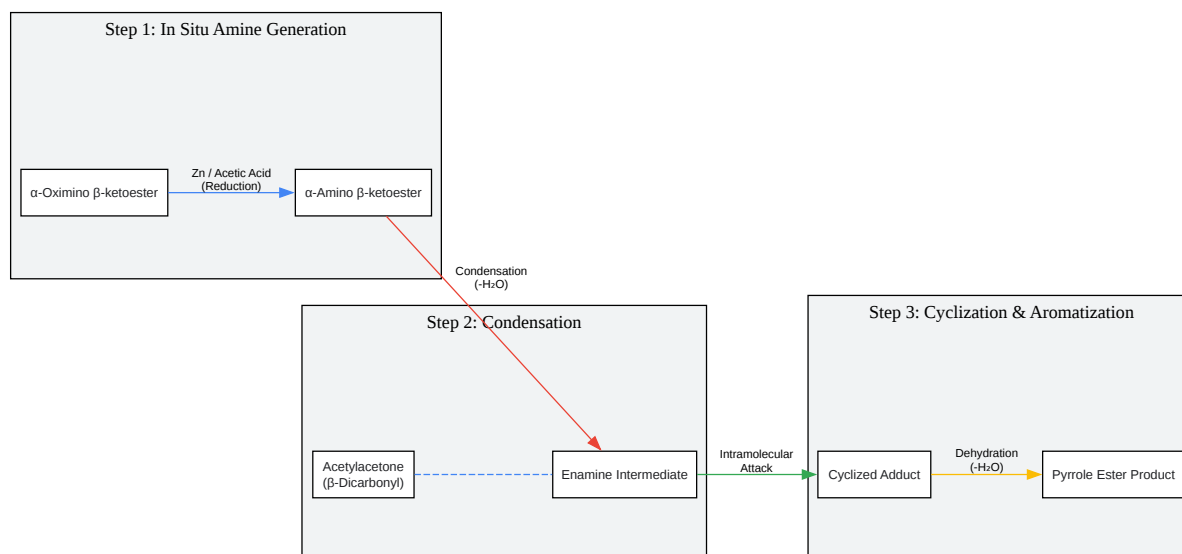 Step 1: In Situ Amine Generation
α-Oximino β-ketoester
Zn / Acetic Acid
(Reduction)
α-Amino β-ketoester
Condensation
(-H₂O)
Step 2: Condensation
Acetylacetone
(β-Dicarbonyl)
Enamine Intermediate
Intramolecular
Attack
Step 3: Cyclization & Aromatization
Cyclized Adduct
Dehydration
(-H₂O)
Pyrrole Ester Product